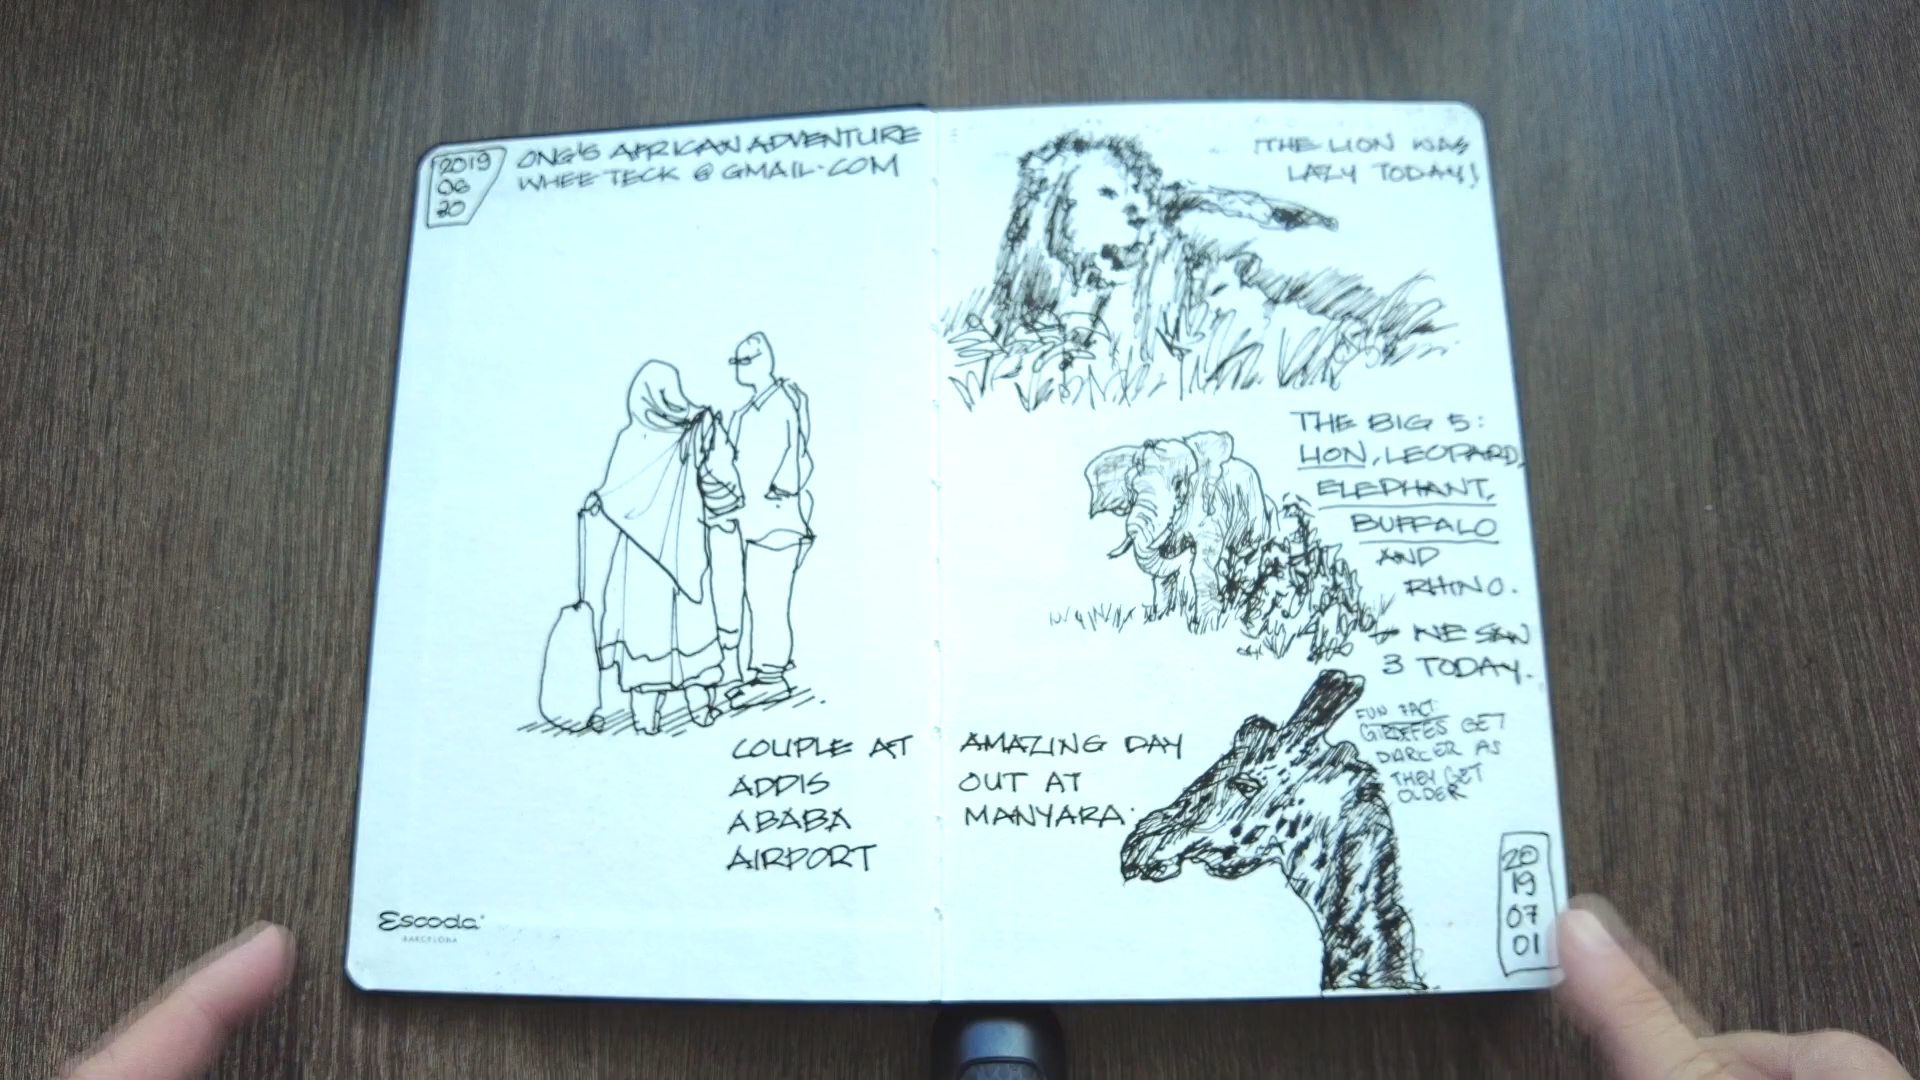 2019
06
20
ONG'S AFRICAN ADVENTURE
WHEE TECK @ GMAIL.COM
COUPLE AT
ADDIS
ABABA
AIRPORT
Escoda
BARCELONA
THE LION WAS
LAZY TODAY!
THE BIG 5:
LION, LEOPARD,
ELEPHANT,
BUFFALO
AND
RHINO.
WE SAW
3 TODAY.
FUN FACT:
GIRAFFES GET
DARCER AS
THEY GET
OLDER
AMAZING DAY
OUT AT
MANYARA.
20
19
07
01